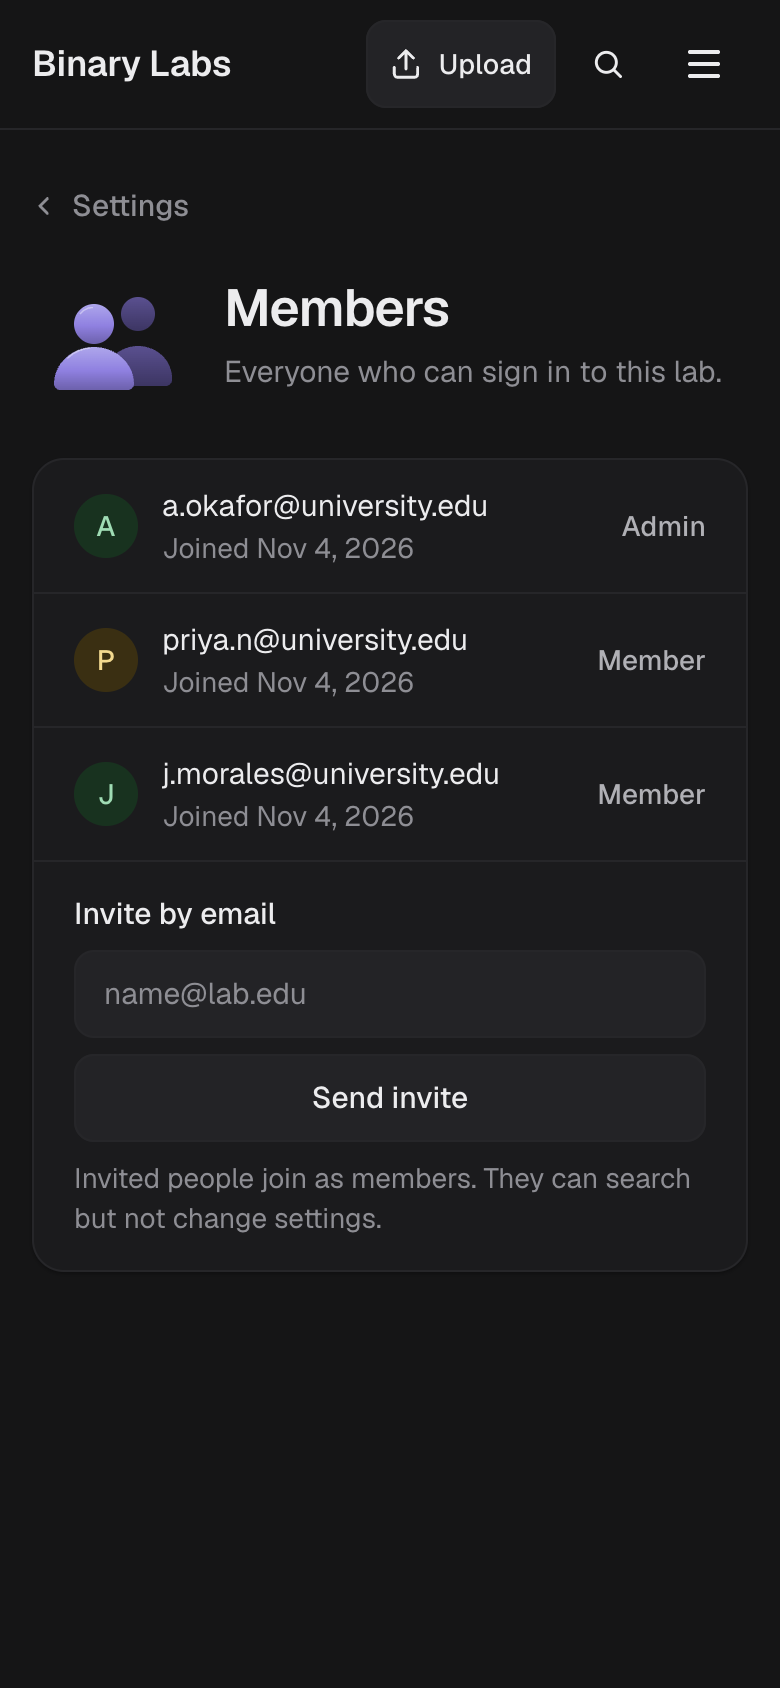 Binary Labs
Upload
Settings
Members
Everyone who can sign in to this lab.
A
a.okafor@university.edu
Joined Nov 4, 2026
Admin
P
priya.n@university.edu
Joined Nov 4, 2026
Member
J
j.morales@university.edu
Joined Nov 4, 2026
Member
Invite by email
name@lab.edu
Send invite
Invited people join as members. They can search
but not change settings.